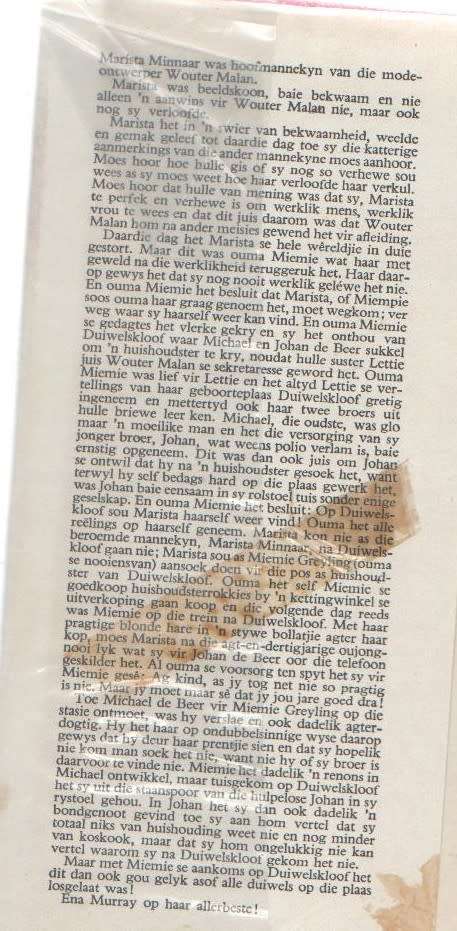 Marista Minnaar was hoofmannekyn van die mode-
ontwerper Wouter Malan.
Marista was beeldskoon, baie bekwaam en nie
alleen 'n aanwins vir Wouter Malan nie, maar ook
nog sy verloofde.
Marista het in 'n swier van bekwaamheid, weelde
en gemak geleef tot daardie dag toe sy die katterige
aanmerkings van die ander mannekyne moes aanhoor.
Moes hoor hoe hulle gis of sy nog so verhewe sou
wees as sy moes weet hoe haar verloofde haar verkul.
Moes hoor dat hulle van mening was dat sy, Marista
te perfek en verhewe is om werklik mens, werklik
vrou te wees en dat dit juis daarom was dat Wouter
Malan hom na ander meisies gewend het vir afleiding.
Daardie dag het Marista se hele wêreldjie in duie
gestort. Maar dit was ouma Miemie wat haar met
geweld na die werklikheid teruggeruk het. Haar daar-
op gewys het dat sy nog nooit werklik geléwe het nie.
En ouma Miemie het besluit dat Marista, of Miempie
soos ouma haar graag genoem het, moet wegkom; ver
weg waar sy haarself weer kan vind. En ouma Miemie
se gedagtes het vlerke gekry en sy het onthou van
Duiwelskloof waar Michael en Johan de Beer sukkel
om 'n huishoudster te kry, noudat hulle suster Lettie
juis Wouter Malan se sekretaresse geword het. Ouma
Miemie was lief vir Lettie en het altyd Lettie se ver-
tellings van haar geboorteplaas Duiwelskloof gretig
ingeneem en mettertyd ook haar twee broers uit
hulle briewe leer ken. Michael, die oudste, was glo
maar 'n moeilike man en het die versorging van sy
jonger broer, Johan, wat weens polio verlam is, baie
ernstig opgeneem. Dit was dan ook juis om Johan
se ontwil dat hy na 'n huishoudster gesoek het, want
terwyl hy self bedags hard op die plaas gewerk het,
was Johan baie eensaam in sy rolstoel tuis sonder enige
geselskap. En ouma Miemie het besluit: Op Duiwels-
kloof sou Marista haarself weer vind! Ouma het alle
reëlings op haarself geneem. Marista kon nie as die
beroemde mannekyn, Marista Minnaar, na Duiwels-
kloof gaan nie; Marista sou as Miemie Greyling (ouma
se nooiensvan) aansoek doen vir die pos as huishoud-
ster van Duiwelskloof. Ouma het self Miemie se
goedkoop huishoudsterrokkies by 'n kettingwinkel se
uitverkoping gaan koop en die volgende dag reeds
was Miemie op die trein na Duiwelskloof. Met haar
pragtige blonde hare in 'n stywe bollatjie agter haar
kop, moes Marista na die agt-en-dertigjarige oujong-
nooi lyk wat sy vir Johan de Beer oor die telefoon
geskilder het. Al ouma se voorsorg ten spyt het sy vir
Miemie gesê: Ag kind, as jy tog net nie so pragtig
is nie. Maar jy moet maar sê dat jy jou jare goed dra!
Toe Michael de Beer vir Miemie Greyling op die
stasie ontmoet, was hy verslae en ook dadelik agter-
dogtig. Hy het haar op ondubbelsinnige wyse daarop
gewys dat hy deur haar prentjie sien en dat sy hopelik
nie kom man soek het nie, want nie hy of sy broer is
daarvoor te vinde nie. Miemie het dadelik 'n renons in
Michael ontwikkel, maar tuisgekom op Duiwelskloof
het sy uit die staanspoor van die hulpelose Johan in sy
rystoel gehou. In Johan het sy dan ook dadelik 'n
bondgenoot gevind toe sy aan hom vertel dat sy
totaal niks van huishouding weet nie en nog minder
van koskook, maar dat sy hom ongelukkig nie kan
vertel waarom sy na Duiwelskloof gekom het nie.
Maar met Miemie se aankoms op Duiwelskloof het
dit dan ook gou gelyk asof alle duiwels op die plaas
losgelaat was!
Ena Murray op haar allerbeste!